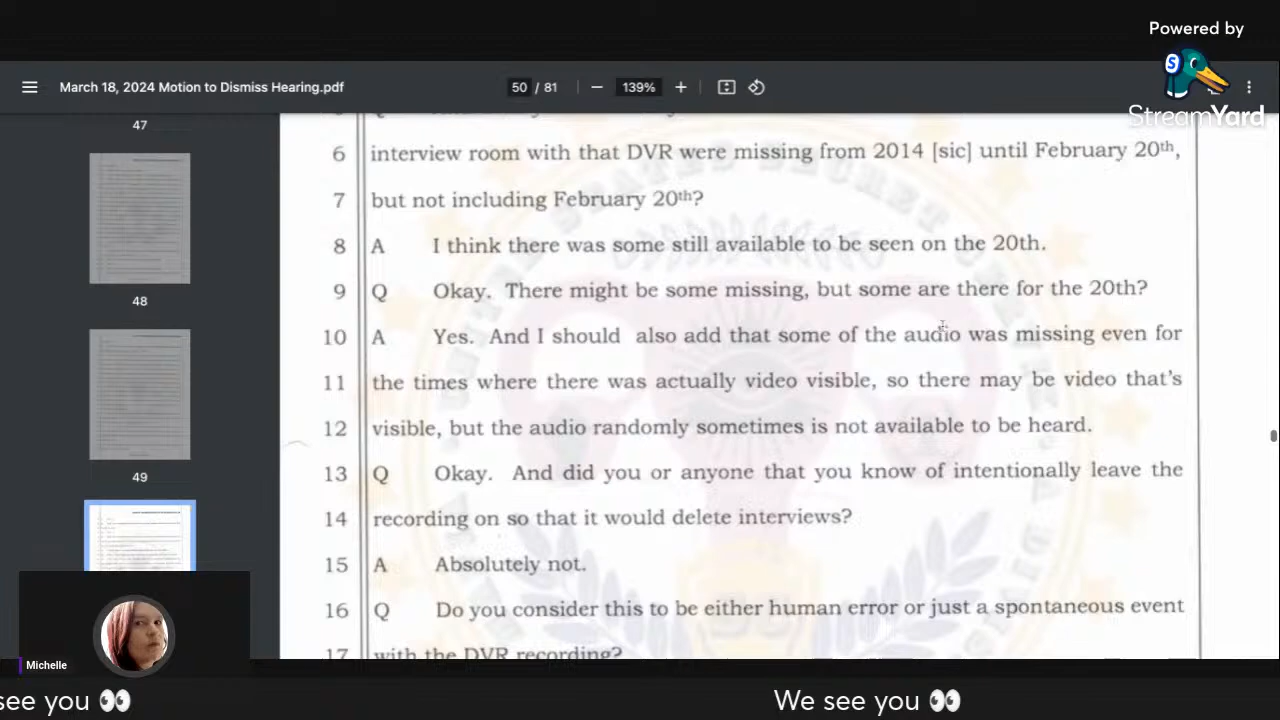 Powered by
StreamYard
March 18, 2024 Motion to Dismiss Hearing.pdf
50 / 81
139%
47
48
49
6 interview room with that DVR were missing from 2014 [sic] until February 20th,
7 but not including February 20th?
8 A I think there was some still available to be seen on the 20th.
9 Q Okay. There might be some missing, but some are there for the 20th?
10 A Yes. And I should also add that some of the audio was missing even for
11 the times where there was actually video visible, so there may be video that's
12 visible, but the audio randomly sometimes is not available to be heard.
13 Q Okay. And did you or anyone that you know of intentionally leave the
14 recording on so that it would delete interviews?
15 A Absolutely not.
16 Q Do you consider this to be either human error or just a spontaneous event
17 with the DVR recording?
Michelle
see you 👀
We see you 👀